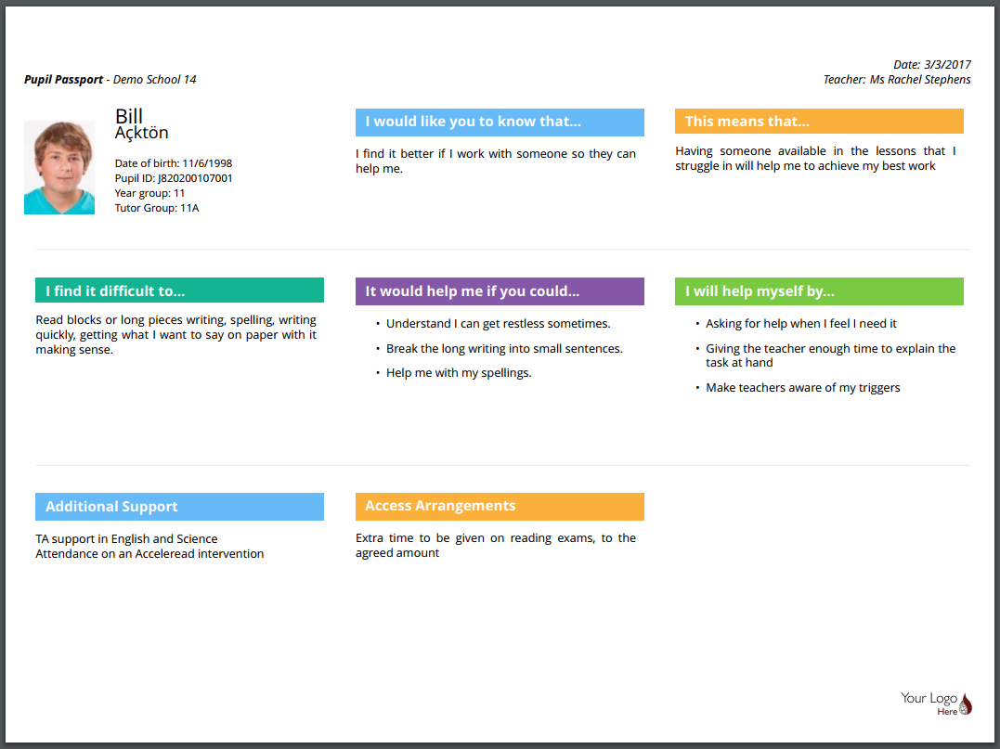 Date: 3/3/2017
Pupil Passport - Demo School 14
Teacher: Ms Rachel Stephens
Bill
Açktön
Date of birth: 11/6/1998
Pupil ID: J820200107001
Year group: 11
Tutor Group: 11A
I would like you to know that...
I find it better if I work with someone so they can
help me.
This means that...
Having someone available in the lessons that I
struggle in will help me to achieve my best work
I find it difficult to...
Read blocks or long pieces writing, spelling, writing
quickly, getting what I want to say on paper with it
making sense.
It would help me if you could...
• Understand I can get restless sometimes.
• Break the long writing into small sentences.
• Help me with my spellings.
I will help myself by...
• Asking for help when I feel I need it
• Giving the teacher enough time to explain the
task at hand
• Make teachers aware of my triggers
Additional Support
TA support in English and Science
Attendance on an Acceleread intervention
Access Arrangements
Extra time to be given on reading exams, to the
agreed amount
Your Logo
Here